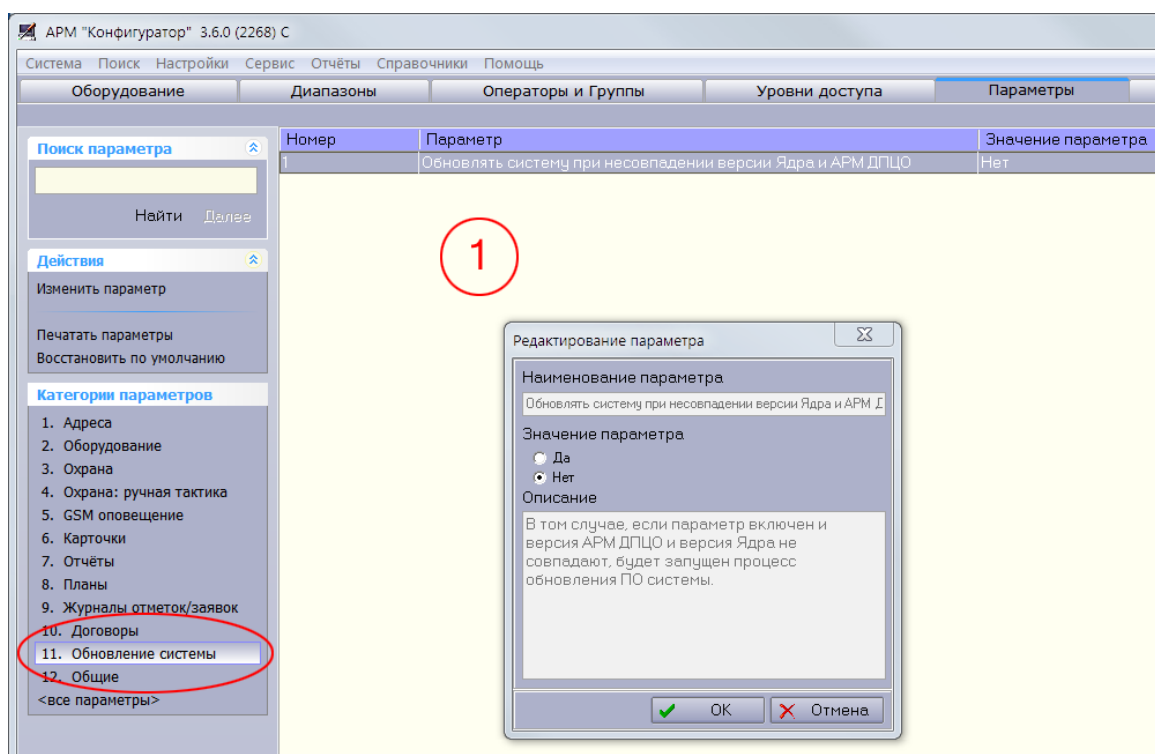 АРМ "Конфигуратор" 3.6.0 (2268) С
Система Поиск Настройки Сервис Отчёты Справочники Помощь
Оборудование Диапазоны Операторы и Группы Уровни доступа Параметры
Поиск параметра
Номер Параметр Значение параметра
1 Обновлять систему при несовпадении версии Ядра и АРМ ДПЦО Нет
Найти Далее
1
Действия
Изменить параметр
Печатать параметры
Восстановить по умолчанию
Категории параметров
1. Адреса
2. Оборудование
3. Охрана
4. Охрана: ручная тактика
5. GSM оповещение
6. Карточки
7. Отчёты
8. Планы
9. Журналы отметок/заявок
10. Договоры
11. Обновление системы
12. Общие
<все параметры>
Редактирование параметра
Наименование параметра
Обновлять систему при несовпадении версии Ядра и АРМ Д
Значение параметра
Да
Нет
Описание
В том случае, если параметр включен и
версия АРМ ДПЦО и версия Ядра не
совпадают, будет запущен процесс
обновления ПО системы.
ОК Отмена